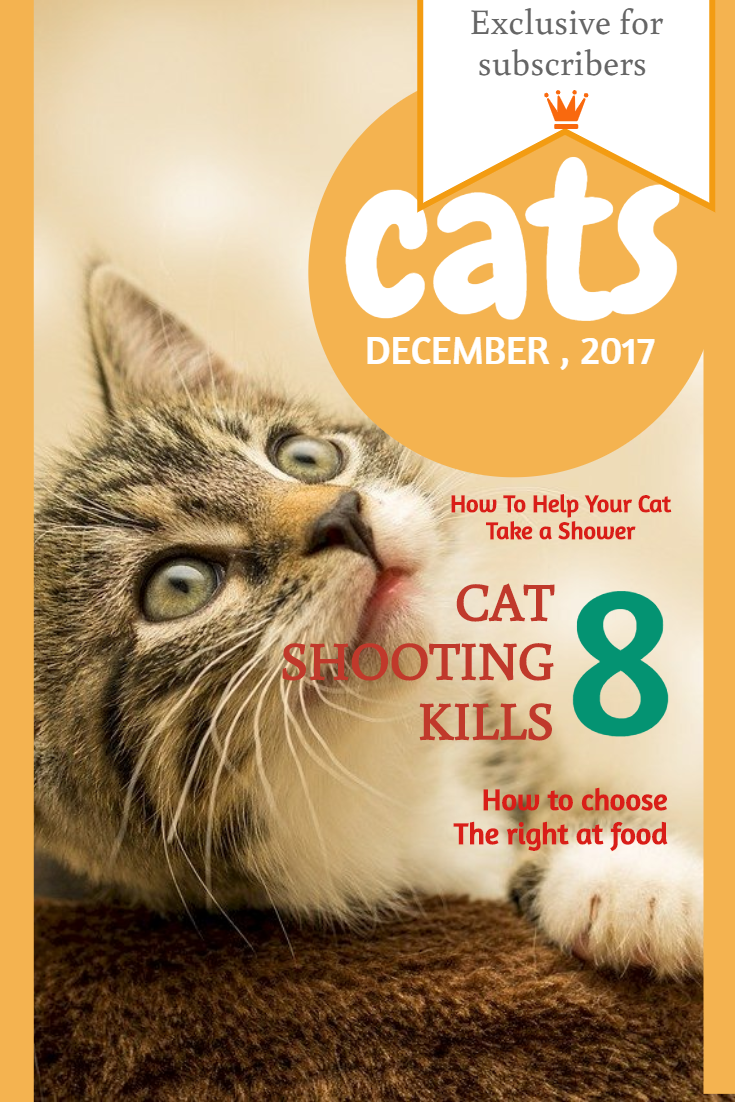 Exclusive for
subscribers
cats
DECEMBER , 2017
How To Help Your Cat
Take a Shower
CAT
SHOOTING
KILLS
8
How to choose
The right at food